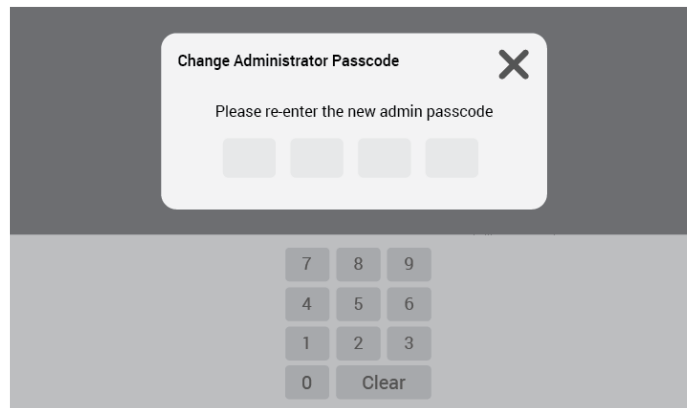 Change Administrator Passcode
Please re-enter the new admin passcode
7 8 9
4 5 6
1 2 3
0 Clear